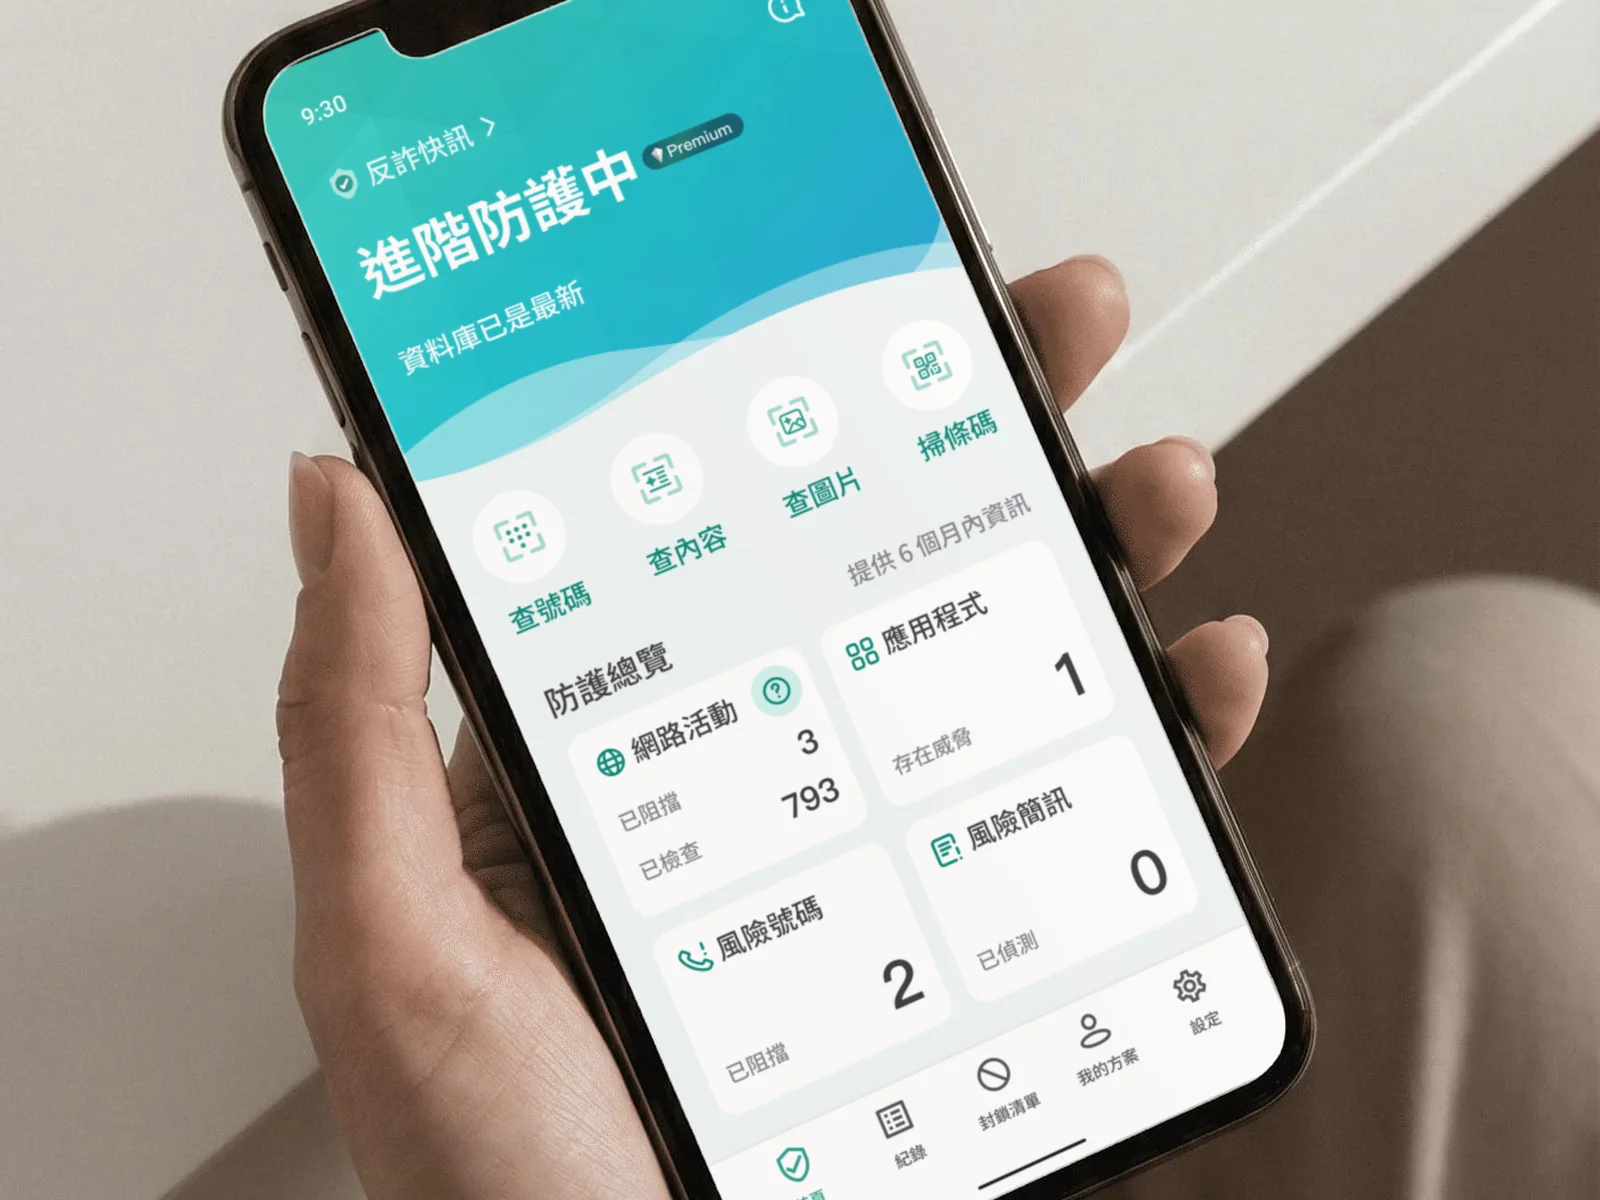 9:30
反詐快訊
進階防護中
Premium
資料庫已是最新
查號碼
查內容
查圖片
掃條碼
防護總覽
提供 6 個月內資訊
網路活動
3
已阻擋
793
已檢查
應用程式
1
存在威脅
風險號碼
2
已阻擋
風險簡訊
0
已偵測
紀錄
封鎖清單
我的方案
設定